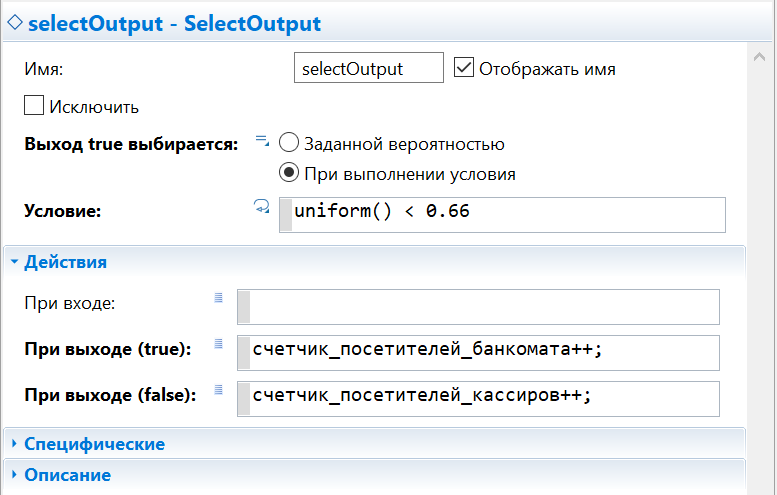 selectOutput - SelectOutput
Имя: selectOutput Отображать имя
Исключить
Выход true выбирается: Заданной вероятностью
При выполнении условия
Условие: uniform() < 0.66
Действия
При входе:
При выходе (true): счетчик_посетителей_банкомата++;
При выходе (false): счетчик_посетителей_кассиров++;
Специфические
Описание